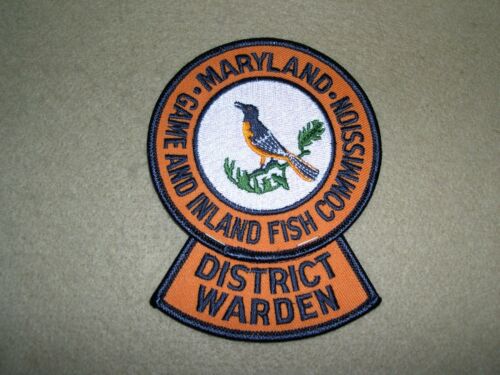 MARYLAND
GAME AND INLAND FISH COMMISSION
DISTRICT
WARDEN